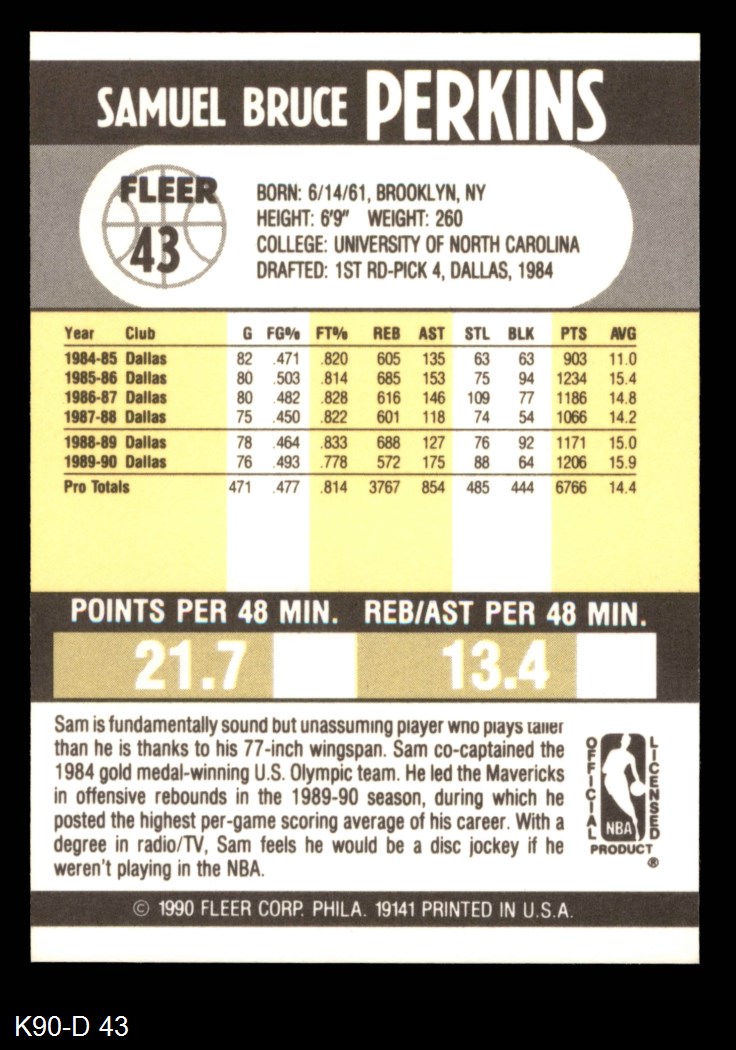 SAMUEL BRUCE PERKINS
FLEER
43
BORN: 6/14/61, BROOKLYN, NY
HEIGHT: 6'9" WEIGHT: 260
COLLEGE: UNIVERSITY OF NORTH CAROLINA
DRAFTED: 1ST RD-PICK 4, DALLAS, 1984
Year Club G FG% FT% REB AST STL BLK PTS AVG
1984-85 Dallas 82 .471 .820 605 135 63 63 903 11.0
1985-86 Dallas 80 .503 .814 685 153 75 94 1234 15.4
1986-87 Dallas 80 .482 .828 616 146 109 77 1186 14.8
1987-88 Dallas 75 .450 .822 601 118 74 54 1066 14.2
1988-89 Dallas 78 .464 .833 688 127 76 92 1171 15.0
1989-90 Dallas 76 .493 .778 572 175 88 64 1206 15.9
Pro Totals 471 .477 .814 3767 854 485 444 6766 14.4
POINTS PER 48 MIN. REB/AST PER 48 MIN.
21.7 13.4
Sam is fundamentally sound but unassuming player who plays taller
than he is thanks to his 77-inch wingspan. Sam co-captained the
1984 gold medal-winning U.S. Olympic team. He led the Mavericks
in offensive rebounds in the 1989-90 season, during which he
posted the highest per-game scoring average of his career. With a
degree in radio/TV, Sam feels he would be a disc jockey if he
weren't playing in the NBA.
OFFICIAL LICENSED
NBA
PRODUCT
®
© 1990 FLEER CORP. PHILA. 19141 PRINTED IN U.S.A.
K90-D 43